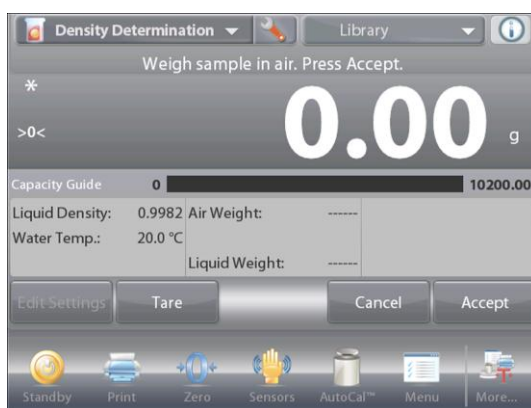 Density Determination Library
Weigh sample in air. Press Accept.
*
>0< 0.00 g
Capacity Guide 0 10200.00
Liquid Density: 0.9982 Air Weight: ------
Water Temp.: 20.0 °C
Liquid Weight: ------
Edit Settings Tare Cancel Accept
Standby Print Zero Sensors AutoCal™ Menu More...